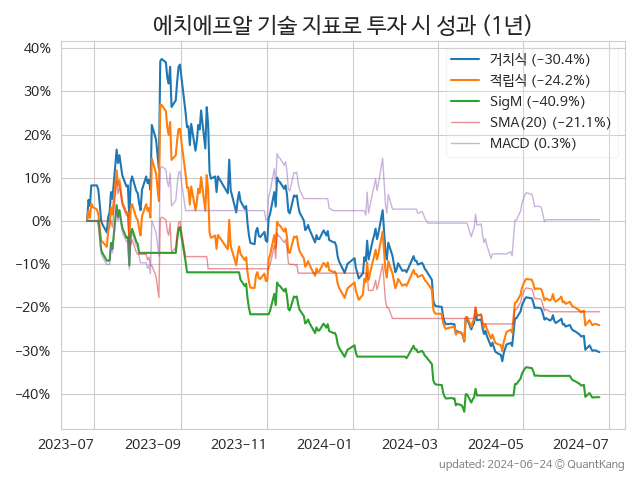 에치에프알 기술 지표로 투자 시 성과 (1년)
거치식 (−30.4%)
적립식 (−24.2%)
SigM (−40.9%)
SMA(20) (−21.1%)
MACD (0.3%)
40%
30%
20%
10%
0%
−10%
−20%
−30%
−40%
2023-07
2023-09
2023-11
2024-01
2024-03
2024-05
2024-07
updated: 2024-06-24 © QuantKang